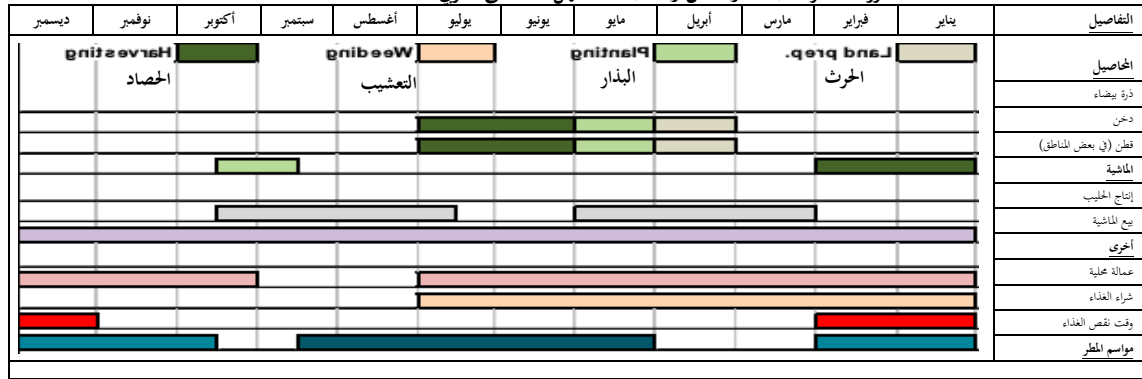 التفاصيل يناير فبراير مارس أبريل مايو يونيو يوليو أغسطس سبتمبر أكتوبر نوفمبر ديسمبر
Land prep. Planting Weeding Harvesting
المحاصيل الحرث البذار التعشيب الحصاد
ذرة بيضاء
دخن
قطن (في بعض المناطق)
الماشية
إنتاج الحليب
بيع الماشية
أخرى
عمالة محلية
شراء الغذاء
وقت نقص الغذاء
مواسم المطر